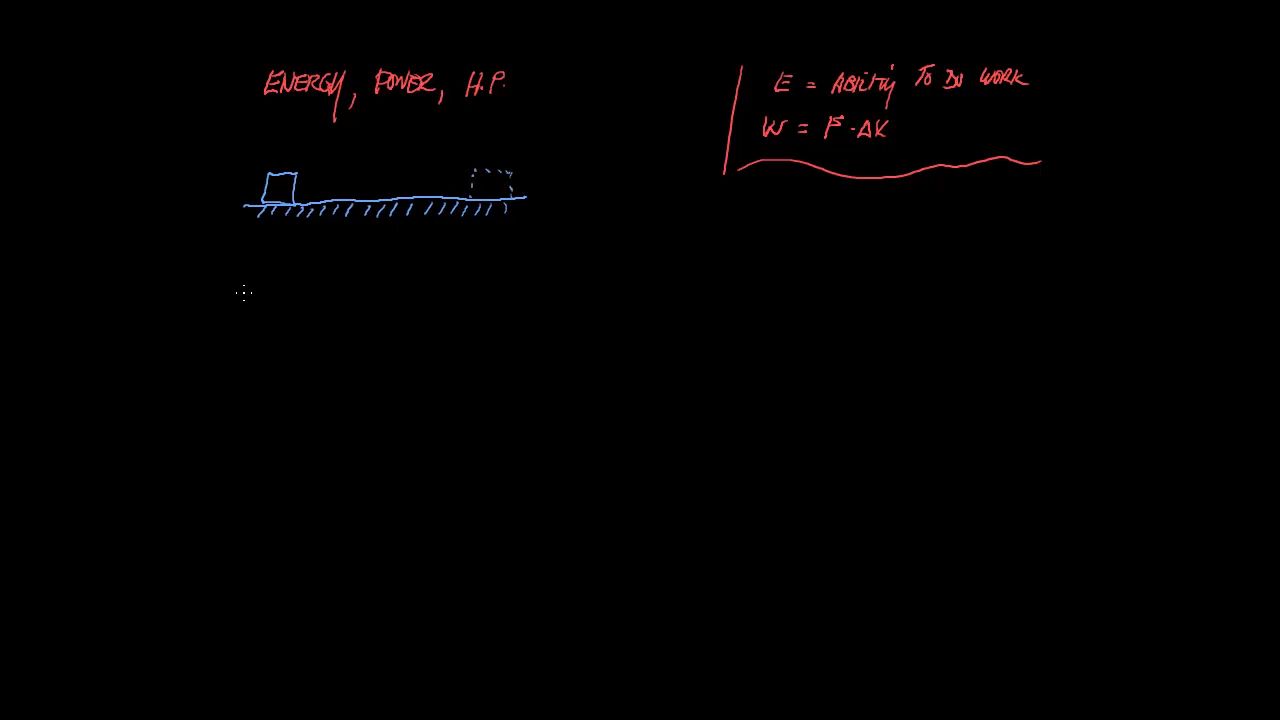 ENERGY, POWER, H.P.
E = ABILITY TO DO WORK
W = F · ΔX